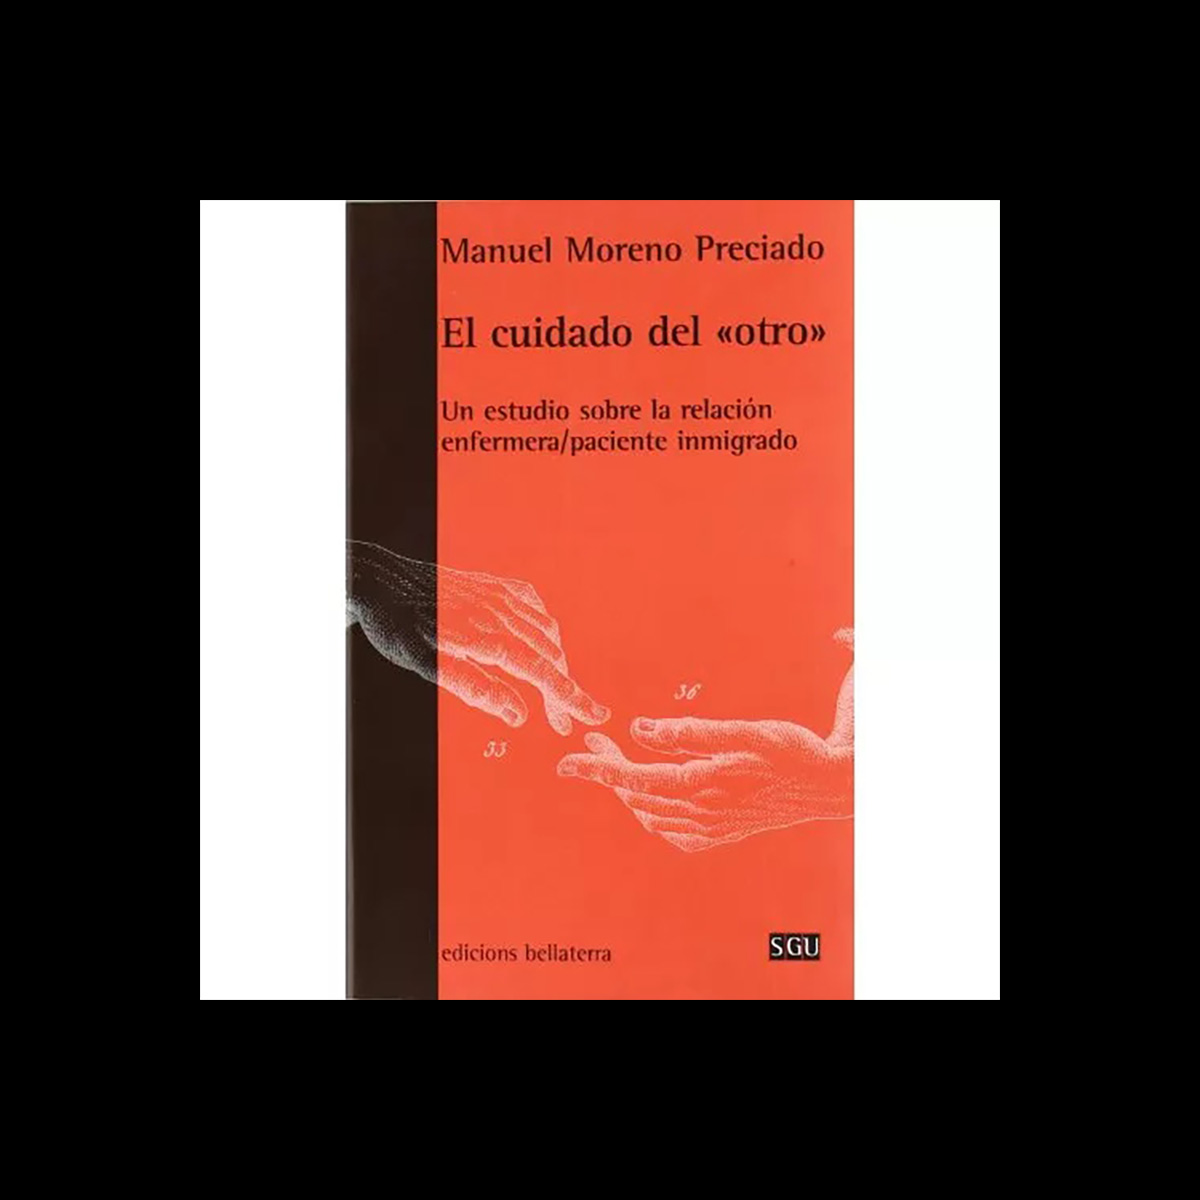 Manuel Moreno Preciado
El cuidado del «otro»
Un estudio sobre la relación
enfermera/paciente inmigrado
36
33
edicions bellaterra
SGU